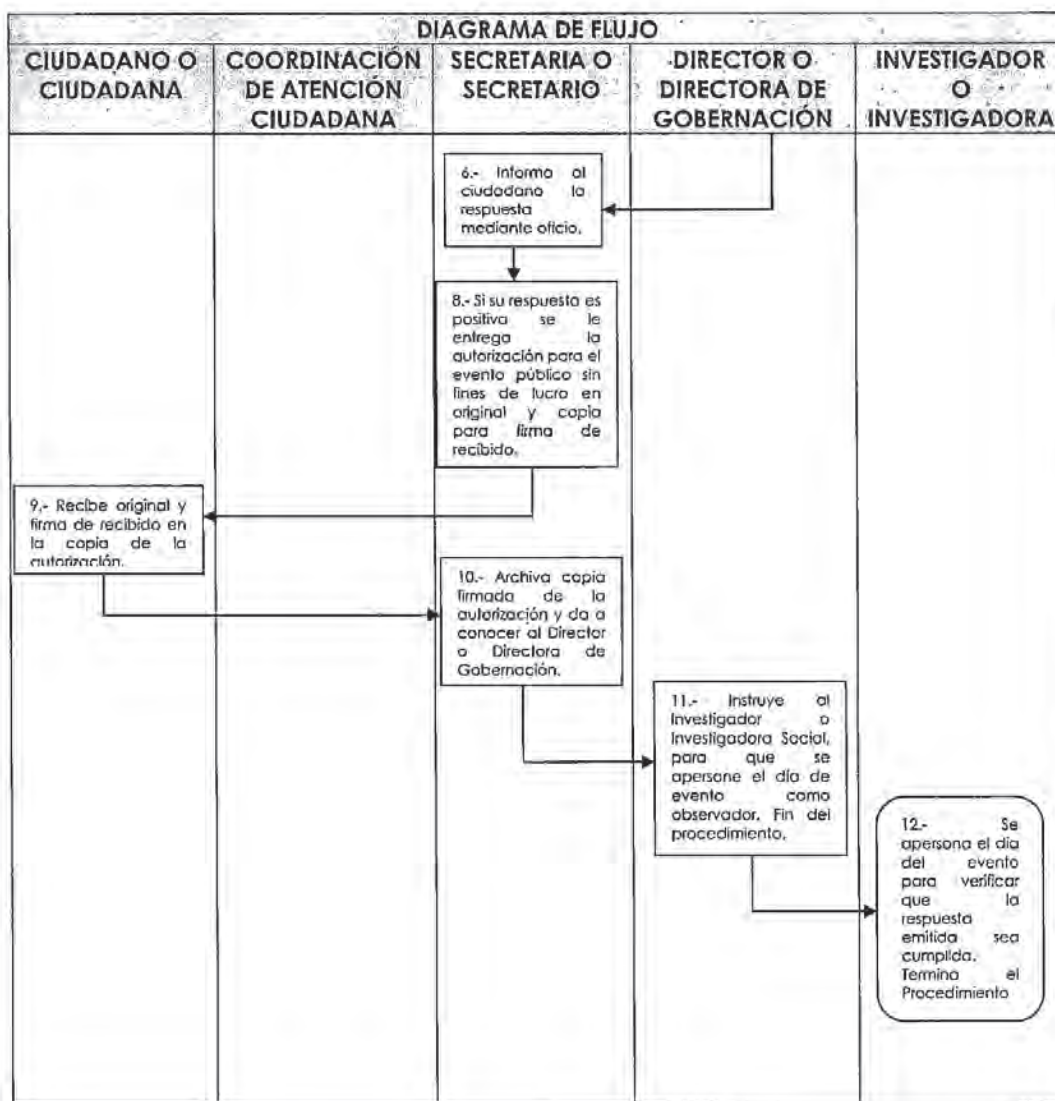 DIAGRAMA DE FLUJO
CIUDADANO O
CIUDADANA
COORDINACIÓN
DE ATENCIÓN
CIUDADANA
SECRETARIA O
SECRETARIO
DIRECTOR O
DIRECTORA DE
GOBERNACIÓN
INVESTIGADOR
O
INVESTIGADORA
6.- Informa al
ciudadano la
respuesta
mediante oficio.
8.- Si su respuesta es
positiva se le
entrega la
autorización para el
evento público sin
fines de lucro en
original y copia
para firma de
recibido.
9.- Recibe original y
firma de recibido en
la copia de la
autorización.
10.- Archiva copia
firmada de la
autorización y da a
conocer al Director
o Directora de
Gobernación.
11.- Instruye al
Investigador o
Investigadora Social,
para que se
apersone el día de
evento como
observador. Fin del
procedimiento.
12.- Se
apersona el día
del evento
para verificar
que la
respuesta
emitida sea
cumplida.
Termina el
Procedimiento